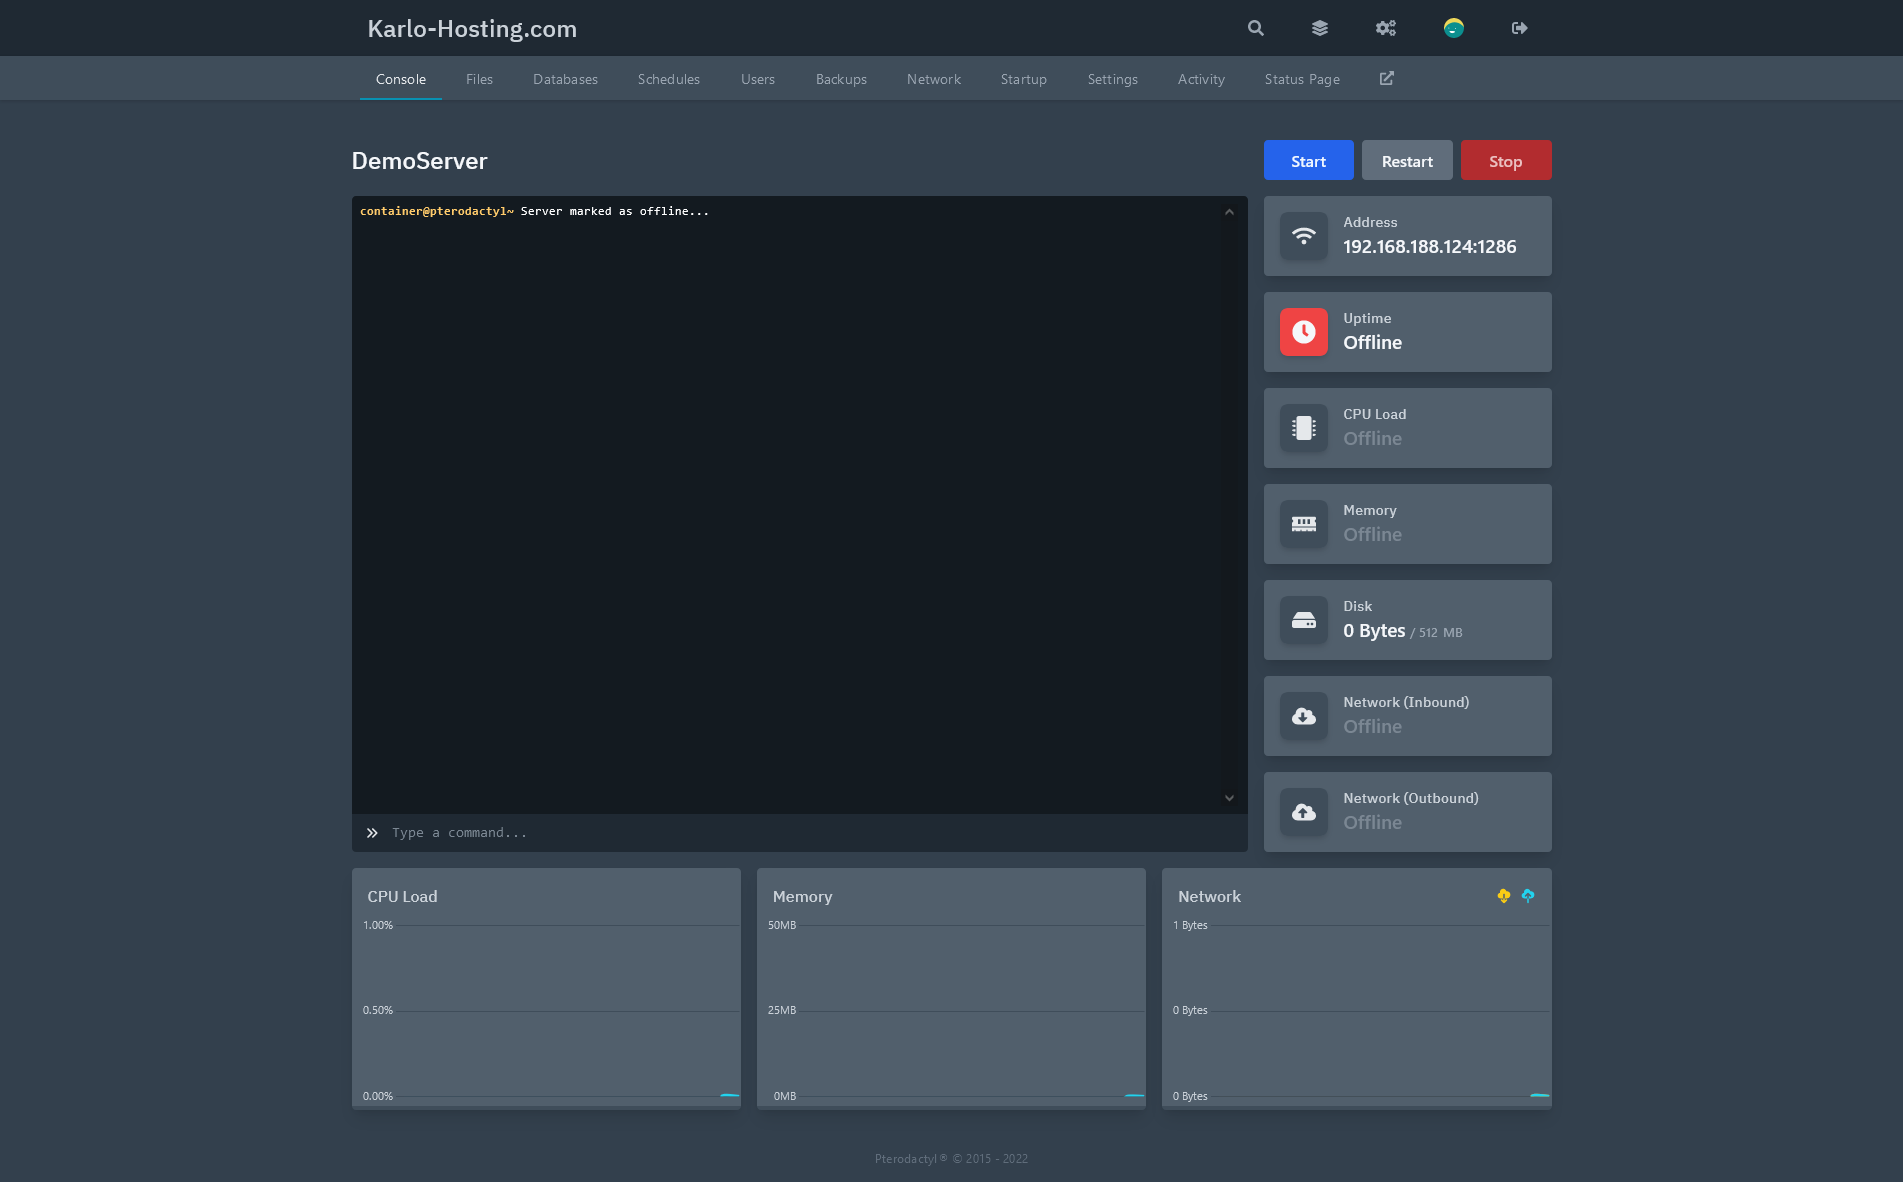 Karlo-Hosting.com
Console Files Databases Schedules Users Backups Network Startup Settings Activity Status Page
DemoServer
Start Restart Stop
container@pterodactyl~ Server marked as offline...
Type a command...
Address
192.168.188.124:1286
Uptime
Offline
CPU Load
Offline
Memory
Offline
Disk
0 Bytes / 512 MB
Network (Inbound)
Offline
Network (Outbound)
Offline
CPU Load
1.00%
0.50%
0.00%
Memory
50MB
25MB
0MB
Network
1 Bytes
0 Bytes
0 Bytes
Pterodactyl® © 2015 - 2022